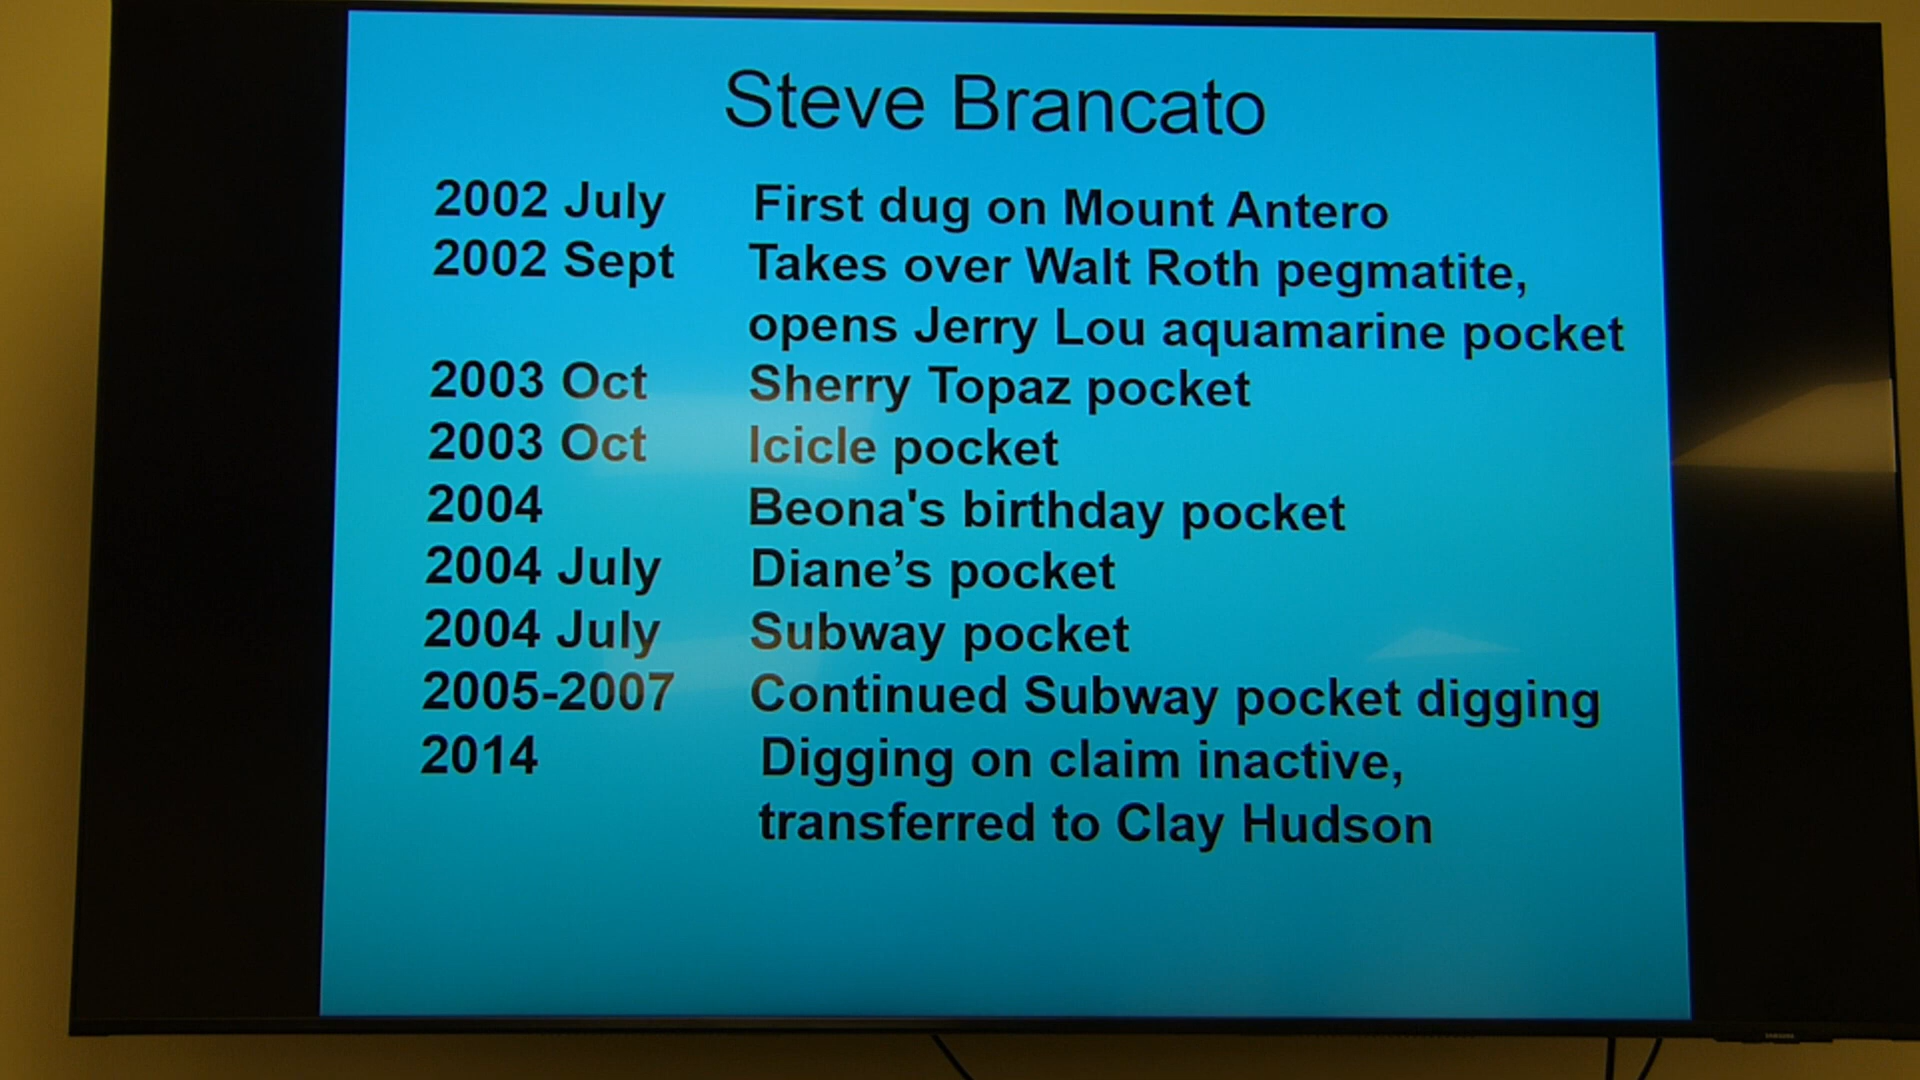 Steve Brancato
2002 July First dug on Mount Antero
2002 Sept Takes over Walt Roth pegmatite,
opens Jerry Lou aquamarine pocket
2003 Oct Sherry Topaz pocket
2003 Oct Icicle pocket
2004 Beona's birthday pocket
2004 July Diane’s pocket
2004 July Subway pocket
2005-2007 Continued Subway pocket digging
2014 Digging on claim inactive,
transferred to Clay Hudson
SAMSUNG